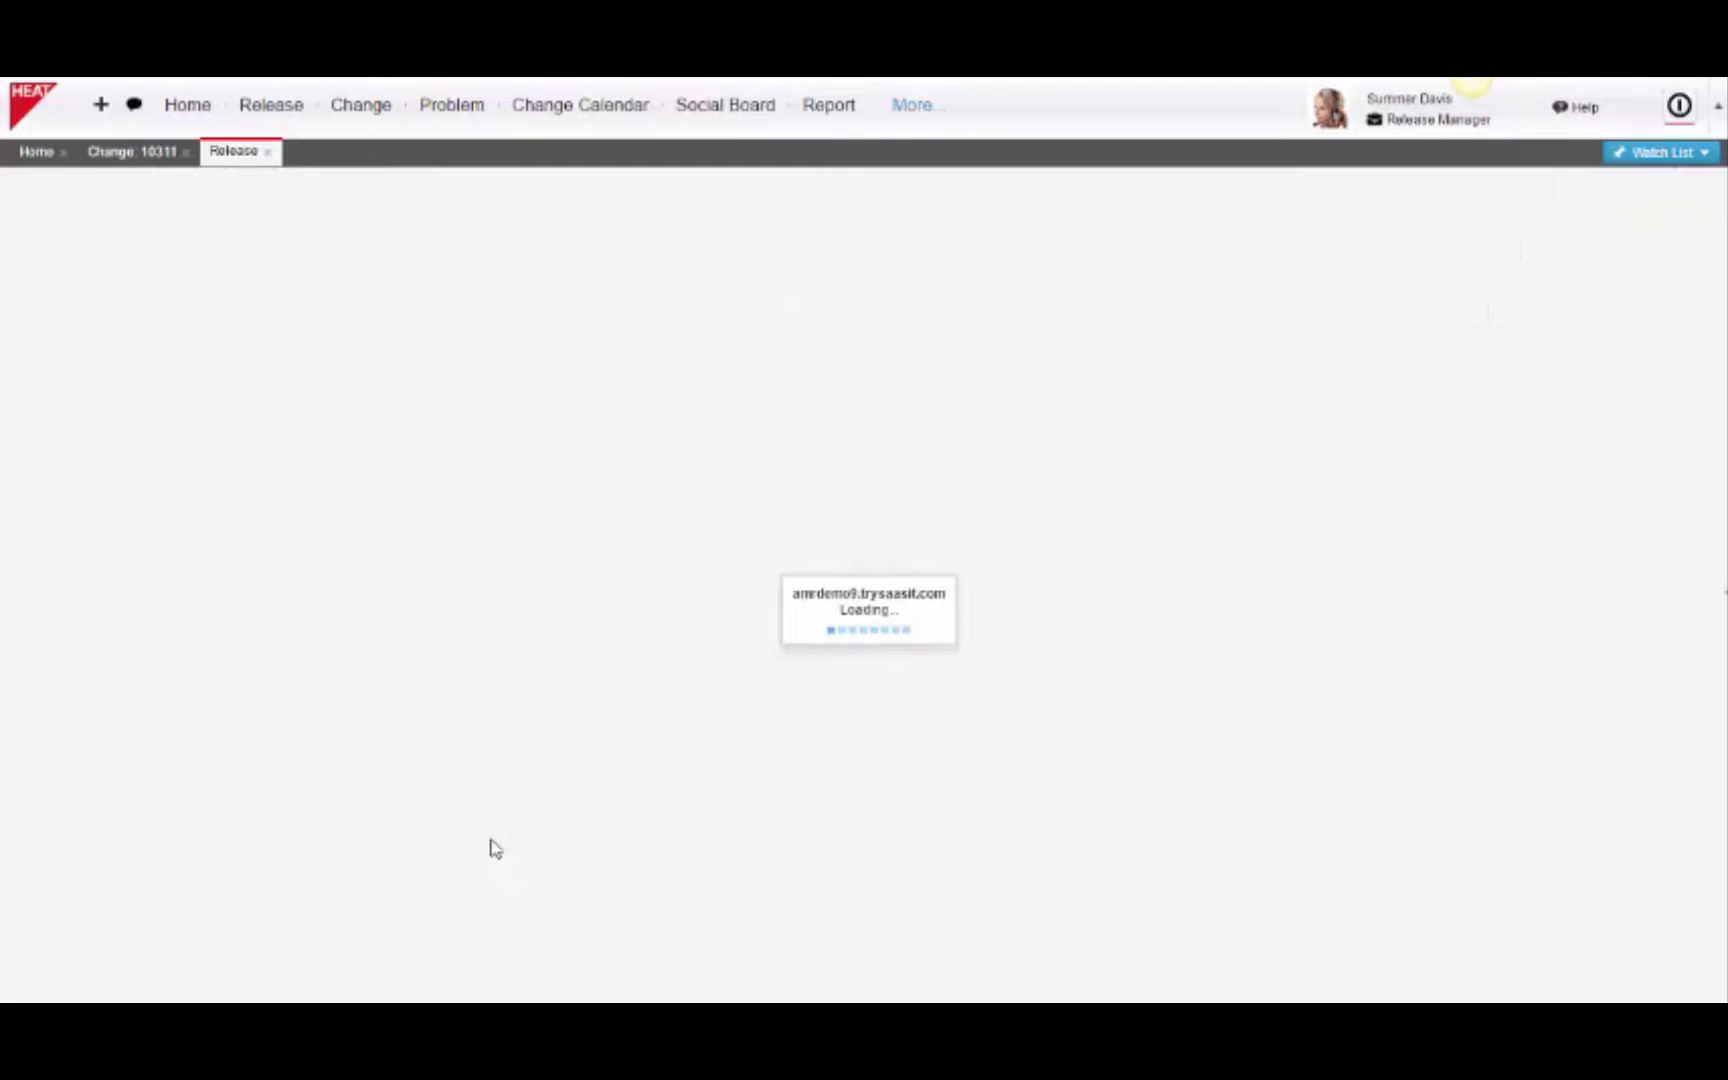 HEAT
Home Release Change Problem Change Calendar Social Board Report More...
Summer Davis
Release Manager
Help
Home Change: 10311 Release
Watch List
amrdemo9.trysaasit.com
Loading...